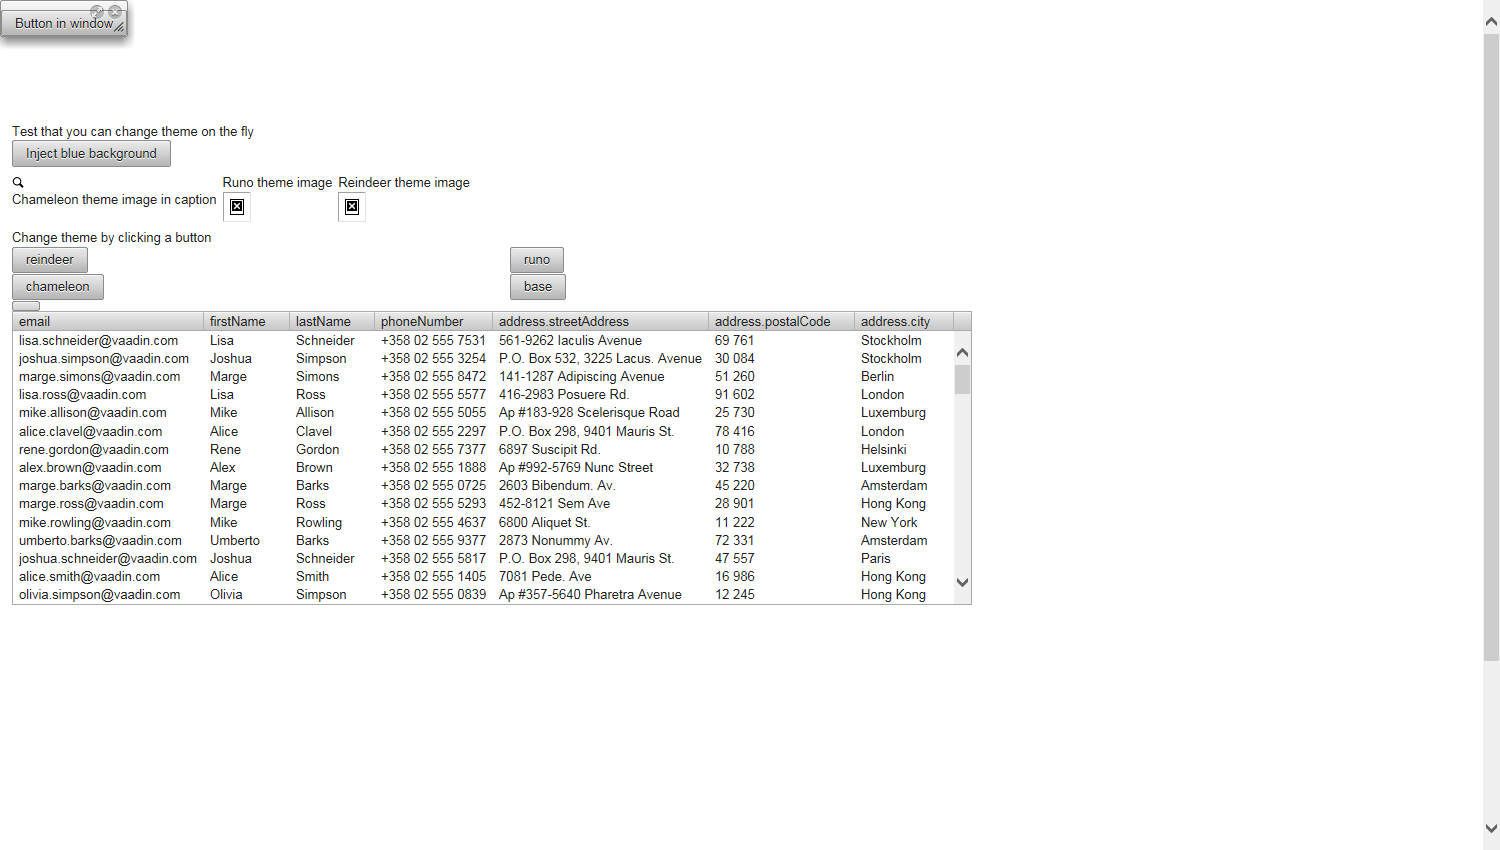 Button in window
Test that you can change theme on the fly
Inject blue background
Runo theme image Reindeer theme image
Chameleon theme image in caption
Change theme by clicking a button
reindeer runo
chameleon base
email firstName lastName phoneNumber address.streetAddress address.postalCode address.city
lisa.schneider@vaadin.com Lisa Schneider +358 02 555 7531 561-9262 Iaculis Avenue 69 761 Stockholm
joshua.simpson@vaadin.com Joshua Simpson +358 02 555 3254 P.O. Box 532, 3225 Lacus. Avenue 30 084 Stockholm
marge.simons@vaadin.com Marge Simons +358 02 555 8472 141-1287 Adipiscing Avenue 51 260 Berlin
lisa.ross@vaadin.com Lisa Ross +358 02 555 5577 416-2983 Posuere Rd. 91 602 London
mike.allison@vaadin.com Mike Allison +358 02 555 5055 Ap #183-928 Scelerisque Road 25 730 Luxemburg
alice.clavel@vaadin.com Alice Clavel +358 02 555 2297 P.O. Box 298, 9401 Mauris St. 78 416 London
rene.gordon@vaadin.com Rene Gordon +358 02 555 7377 6897 Suscipit Rd. 10 788 Helsinki
alex.brown@vaadin.com Alex Brown +358 02 555 1888 Ap #992-5769 Nunc Street 32 738 Luxemburg
marge.barks@vaadin.com Marge Barks +358 02 555 0725 2603 Bibendum. Av. 45 220 Amsterdam
marge.ross@vaadin.com Marge Ross +358 02 555 5293 452-8121 Sem Ave 28 901 Hong Kong
mike.rowling@vaadin.com Mike Rowling +358 02 555 4637 6800 Aliquet St. 11 222 New York
umberto.barks@vaadin.com Umberto Barks +358 02 555 9377 2873 Nonummy Av. 72 331 Amsterdam
joshua.schneider@vaadin.com Joshua Schneider +358 02 555 5817 P.O. Box 298, 9401 Mauris St. 47 557 Paris
alice.smith@vaadin.com Alice Smith +358 02 555 1405 7081 Pede. Ave 16 986 Hong Kong
olivia.simpson@vaadin.com Olivia Simpson +358 02 555 0839 Ap #357-5640 Pharetra Avenue 12 245 Hong Kong